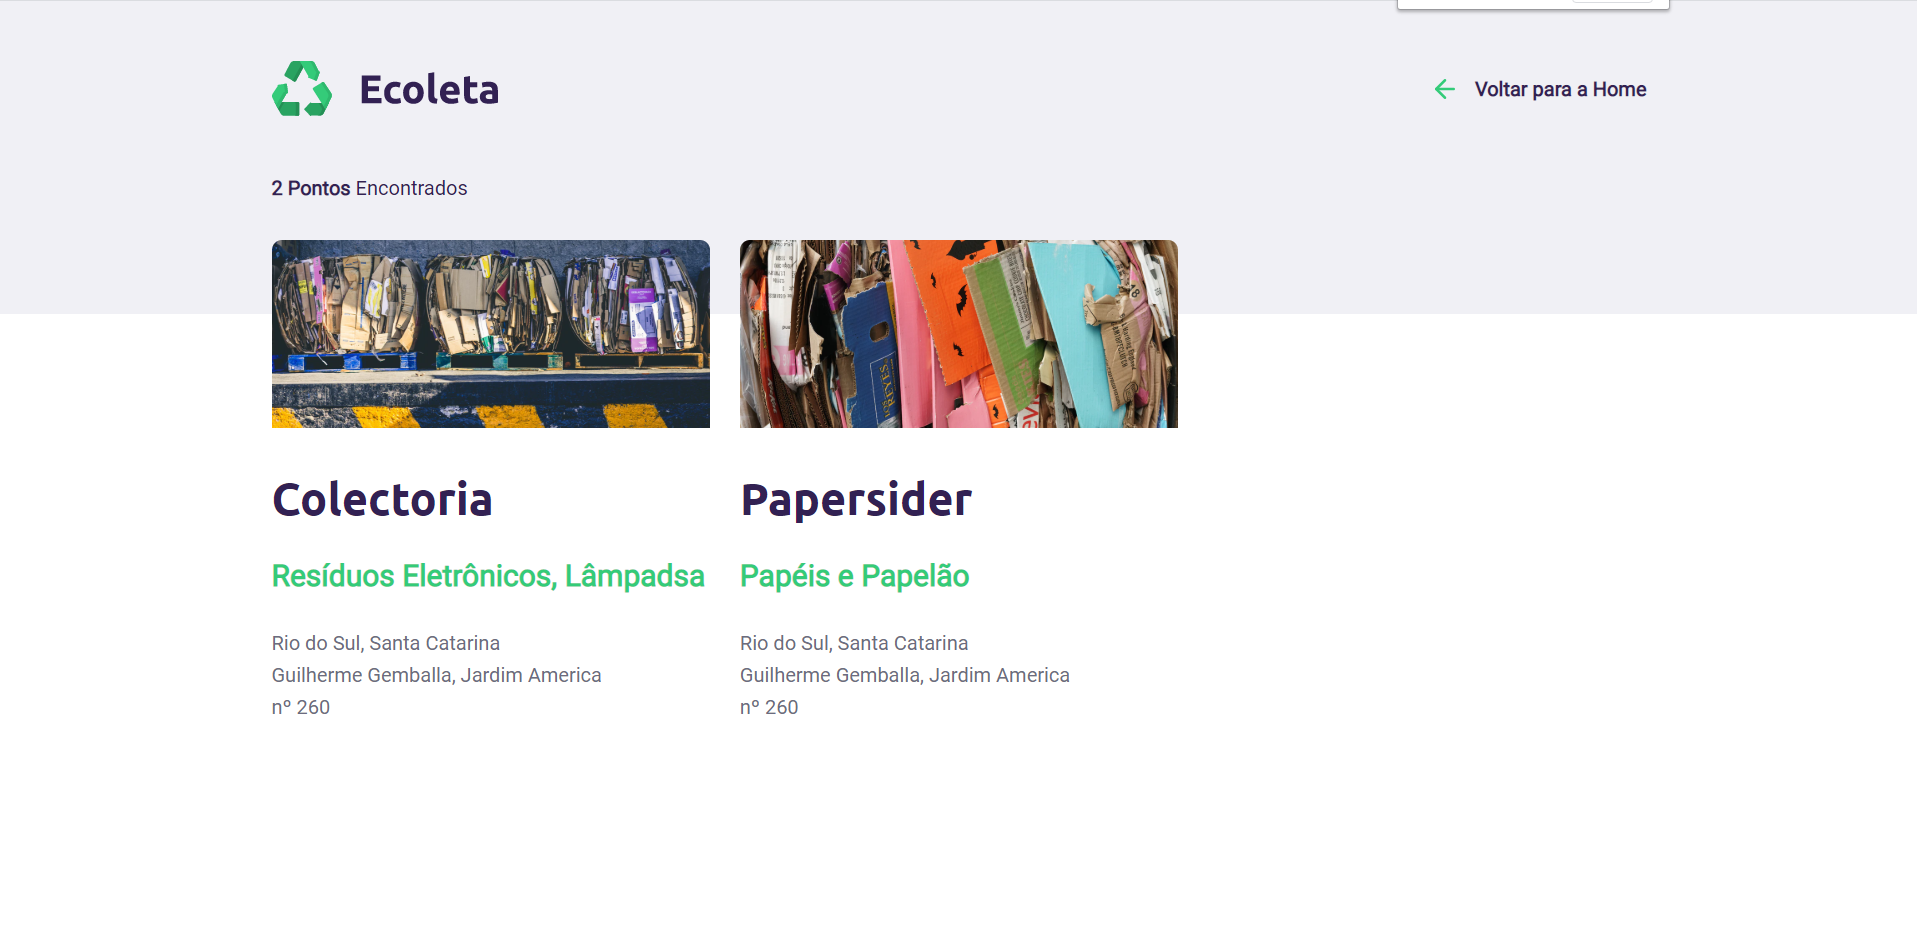 Ecoleta
Voltar para a Home
2 Pontos Encontrados
REYES
Colectoria
Papersider
Resíduos Eletrônicos, Lâmpadsa
Papéis e Papelão
Rio do Sul, Santa Catarina
Guilherme Gemballa, Jardim America
nº 260
Rio do Sul, Santa Catarina
Guilherme Gemballa, Jardim America
nº 260